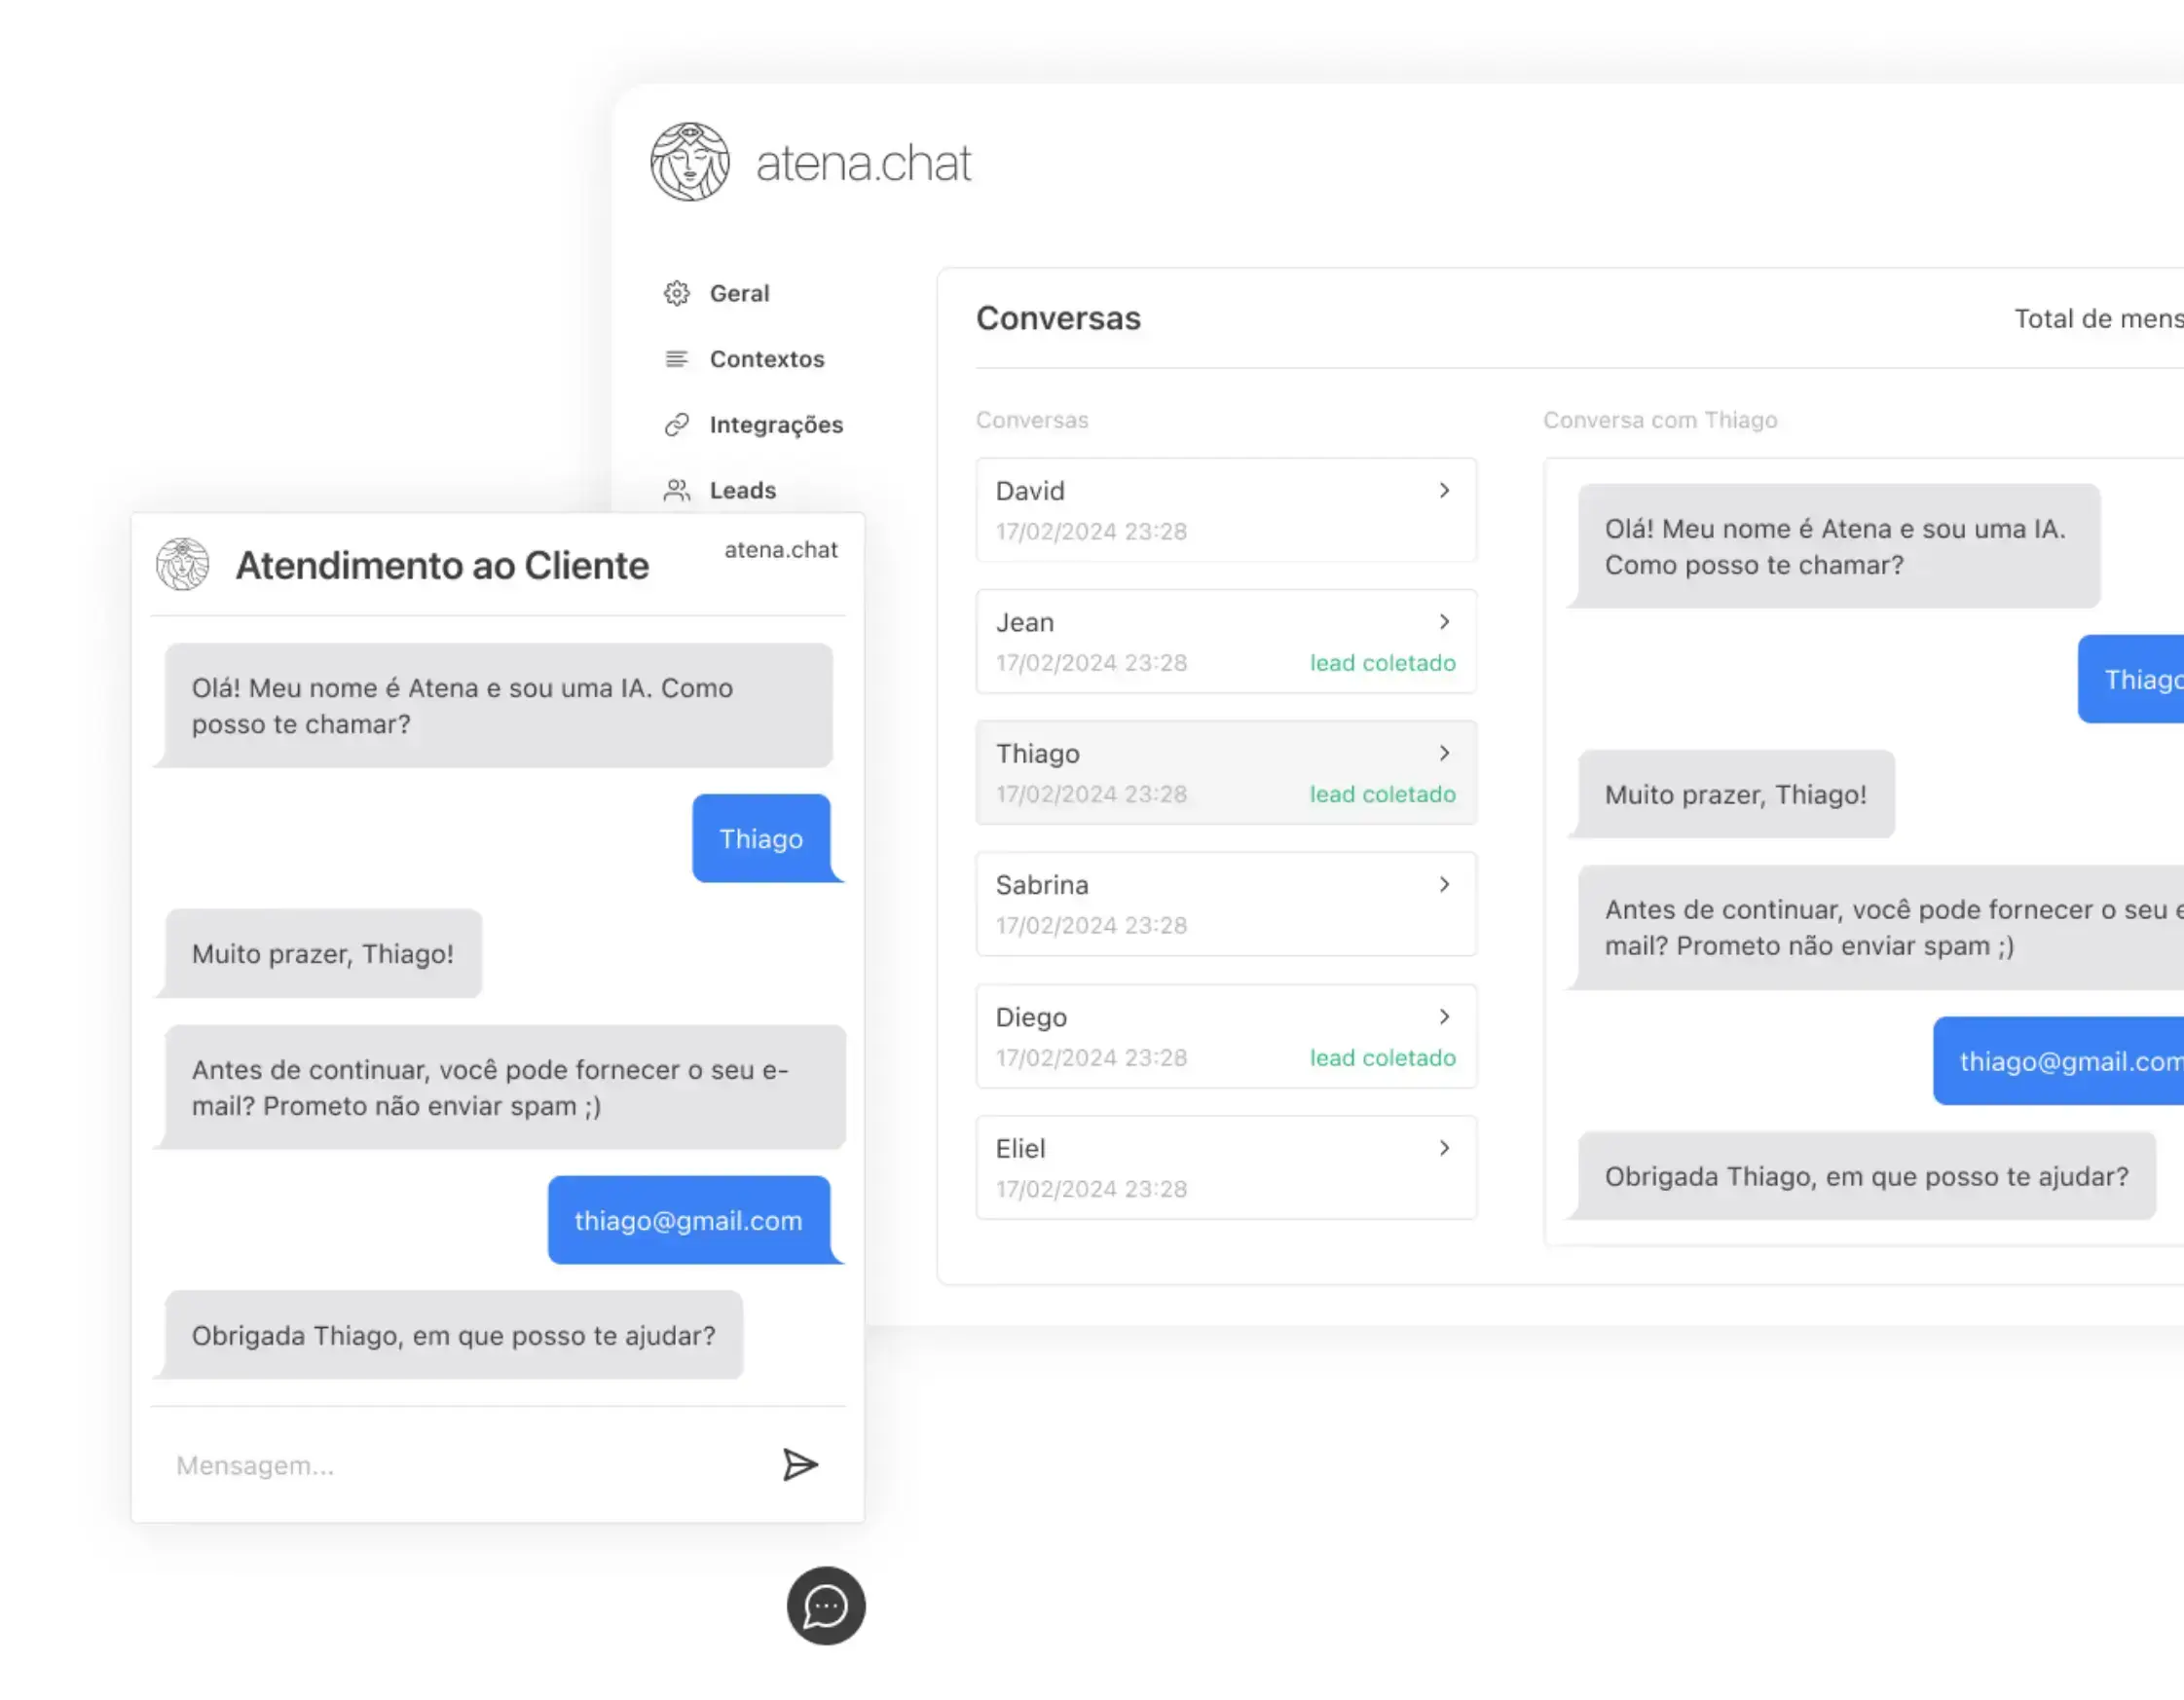 atena.chat
Geral
Contextos
Integrações
Leads
Conversas
Total de mens
Conversas
David
17/02/2024 23:28
Jean
17/02/2024 23:28
lead coletado
Thiago
17/02/2024 23:28
lead coletado
Sabrina
17/02/2024 23:28
Diego
17/02/2024 23:28
lead coletado
Eliel
17/02/2024 23:28
Conversa com Thiago
Olá! Meu nome é Atena e sou uma IA.
Como posso te chamar?
Thiago
Muito prazer, Thiago!
Antes de continuar, você pode fornecer o seu e
mail? Prometo não enviar spam ;)
thiago@gmail.com
Obrigada Thiago, em que posso te ajudar?
Atendimento ao Cliente
atena.chat
Olá! Meu nome é Atena e sou uma IA. Como
posso te chamar?
Thiago
Muito prazer, Thiago!
Antes de continuar, você pode fornecer o seu e-
mail? Prometo não enviar spam ;)
thiago@gmail.com
Obrigada Thiago, em que posso te ajudar?
Mensagem...